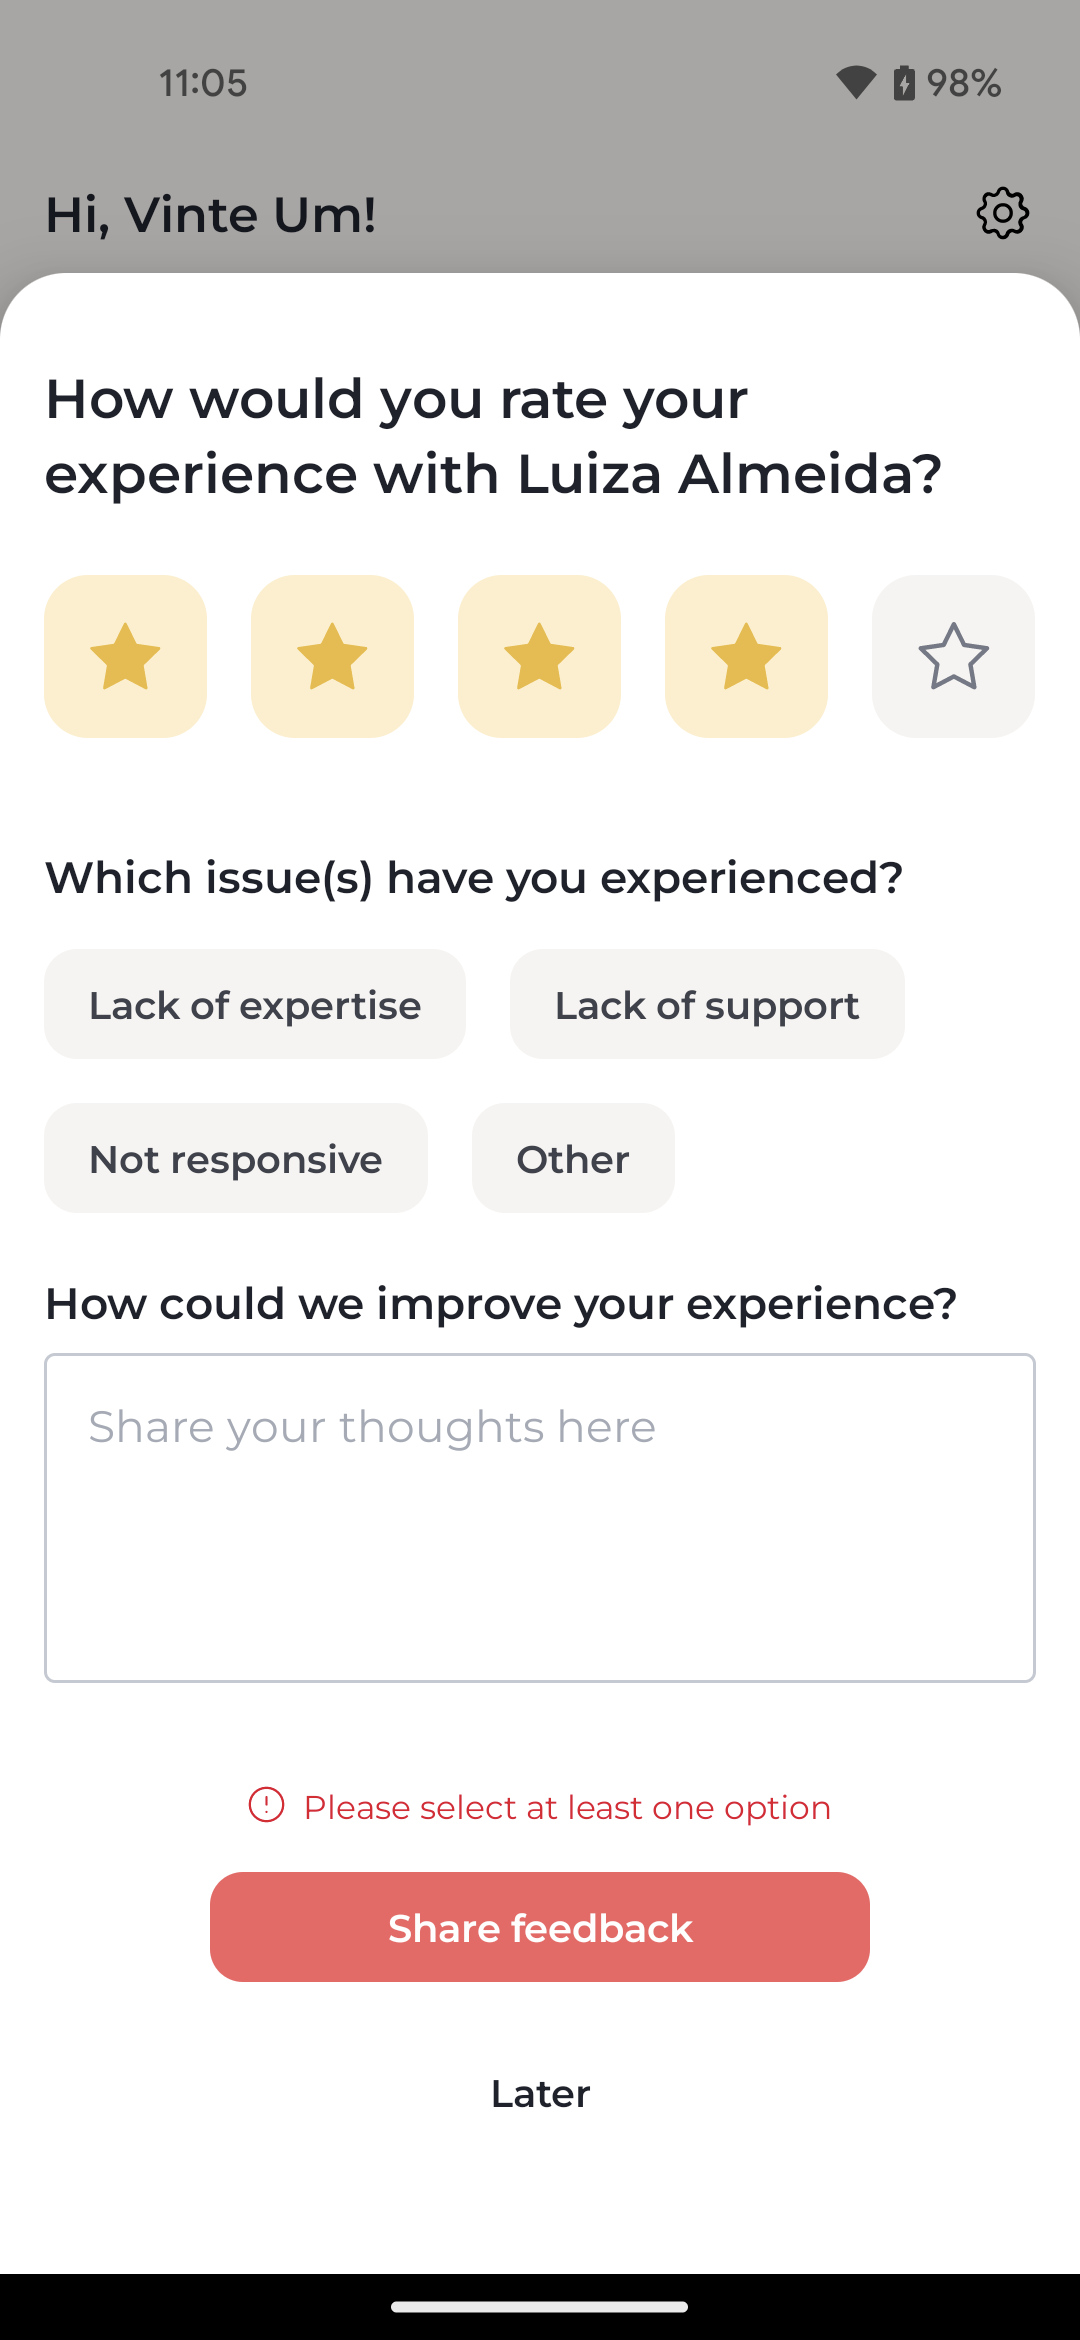 11:05
98%
Hi, Vinte Um!
How would you rate your
experience with Luiza Almeida?
Which issue(s) have you experienced?
Lack of expertise
Lack of support
Not responsive
Other
How could we improve your experience?
Share your thoughts here
Please select at least one option
Share feedback
Later